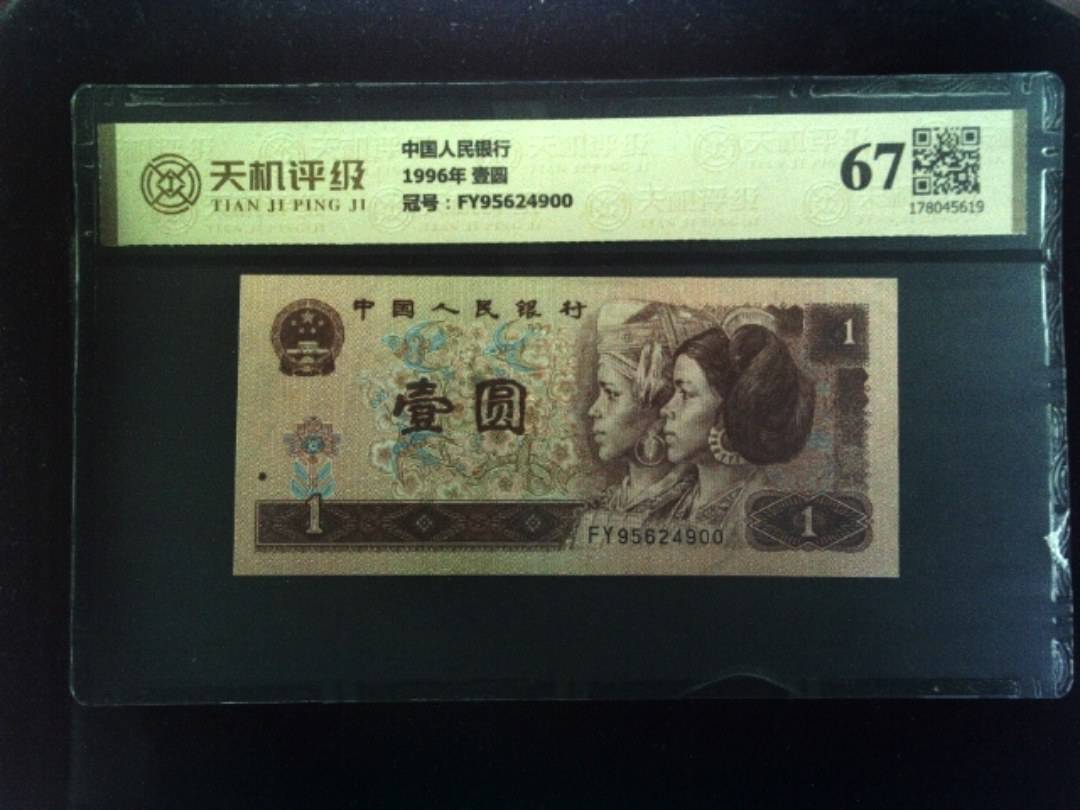 天机评级
TIAN JI PING JI
中国人民银行
1996年 壹圆
冠号：FY95624900
67
178045619
中国人民银行
1
壹圆
1
FY95624900
1